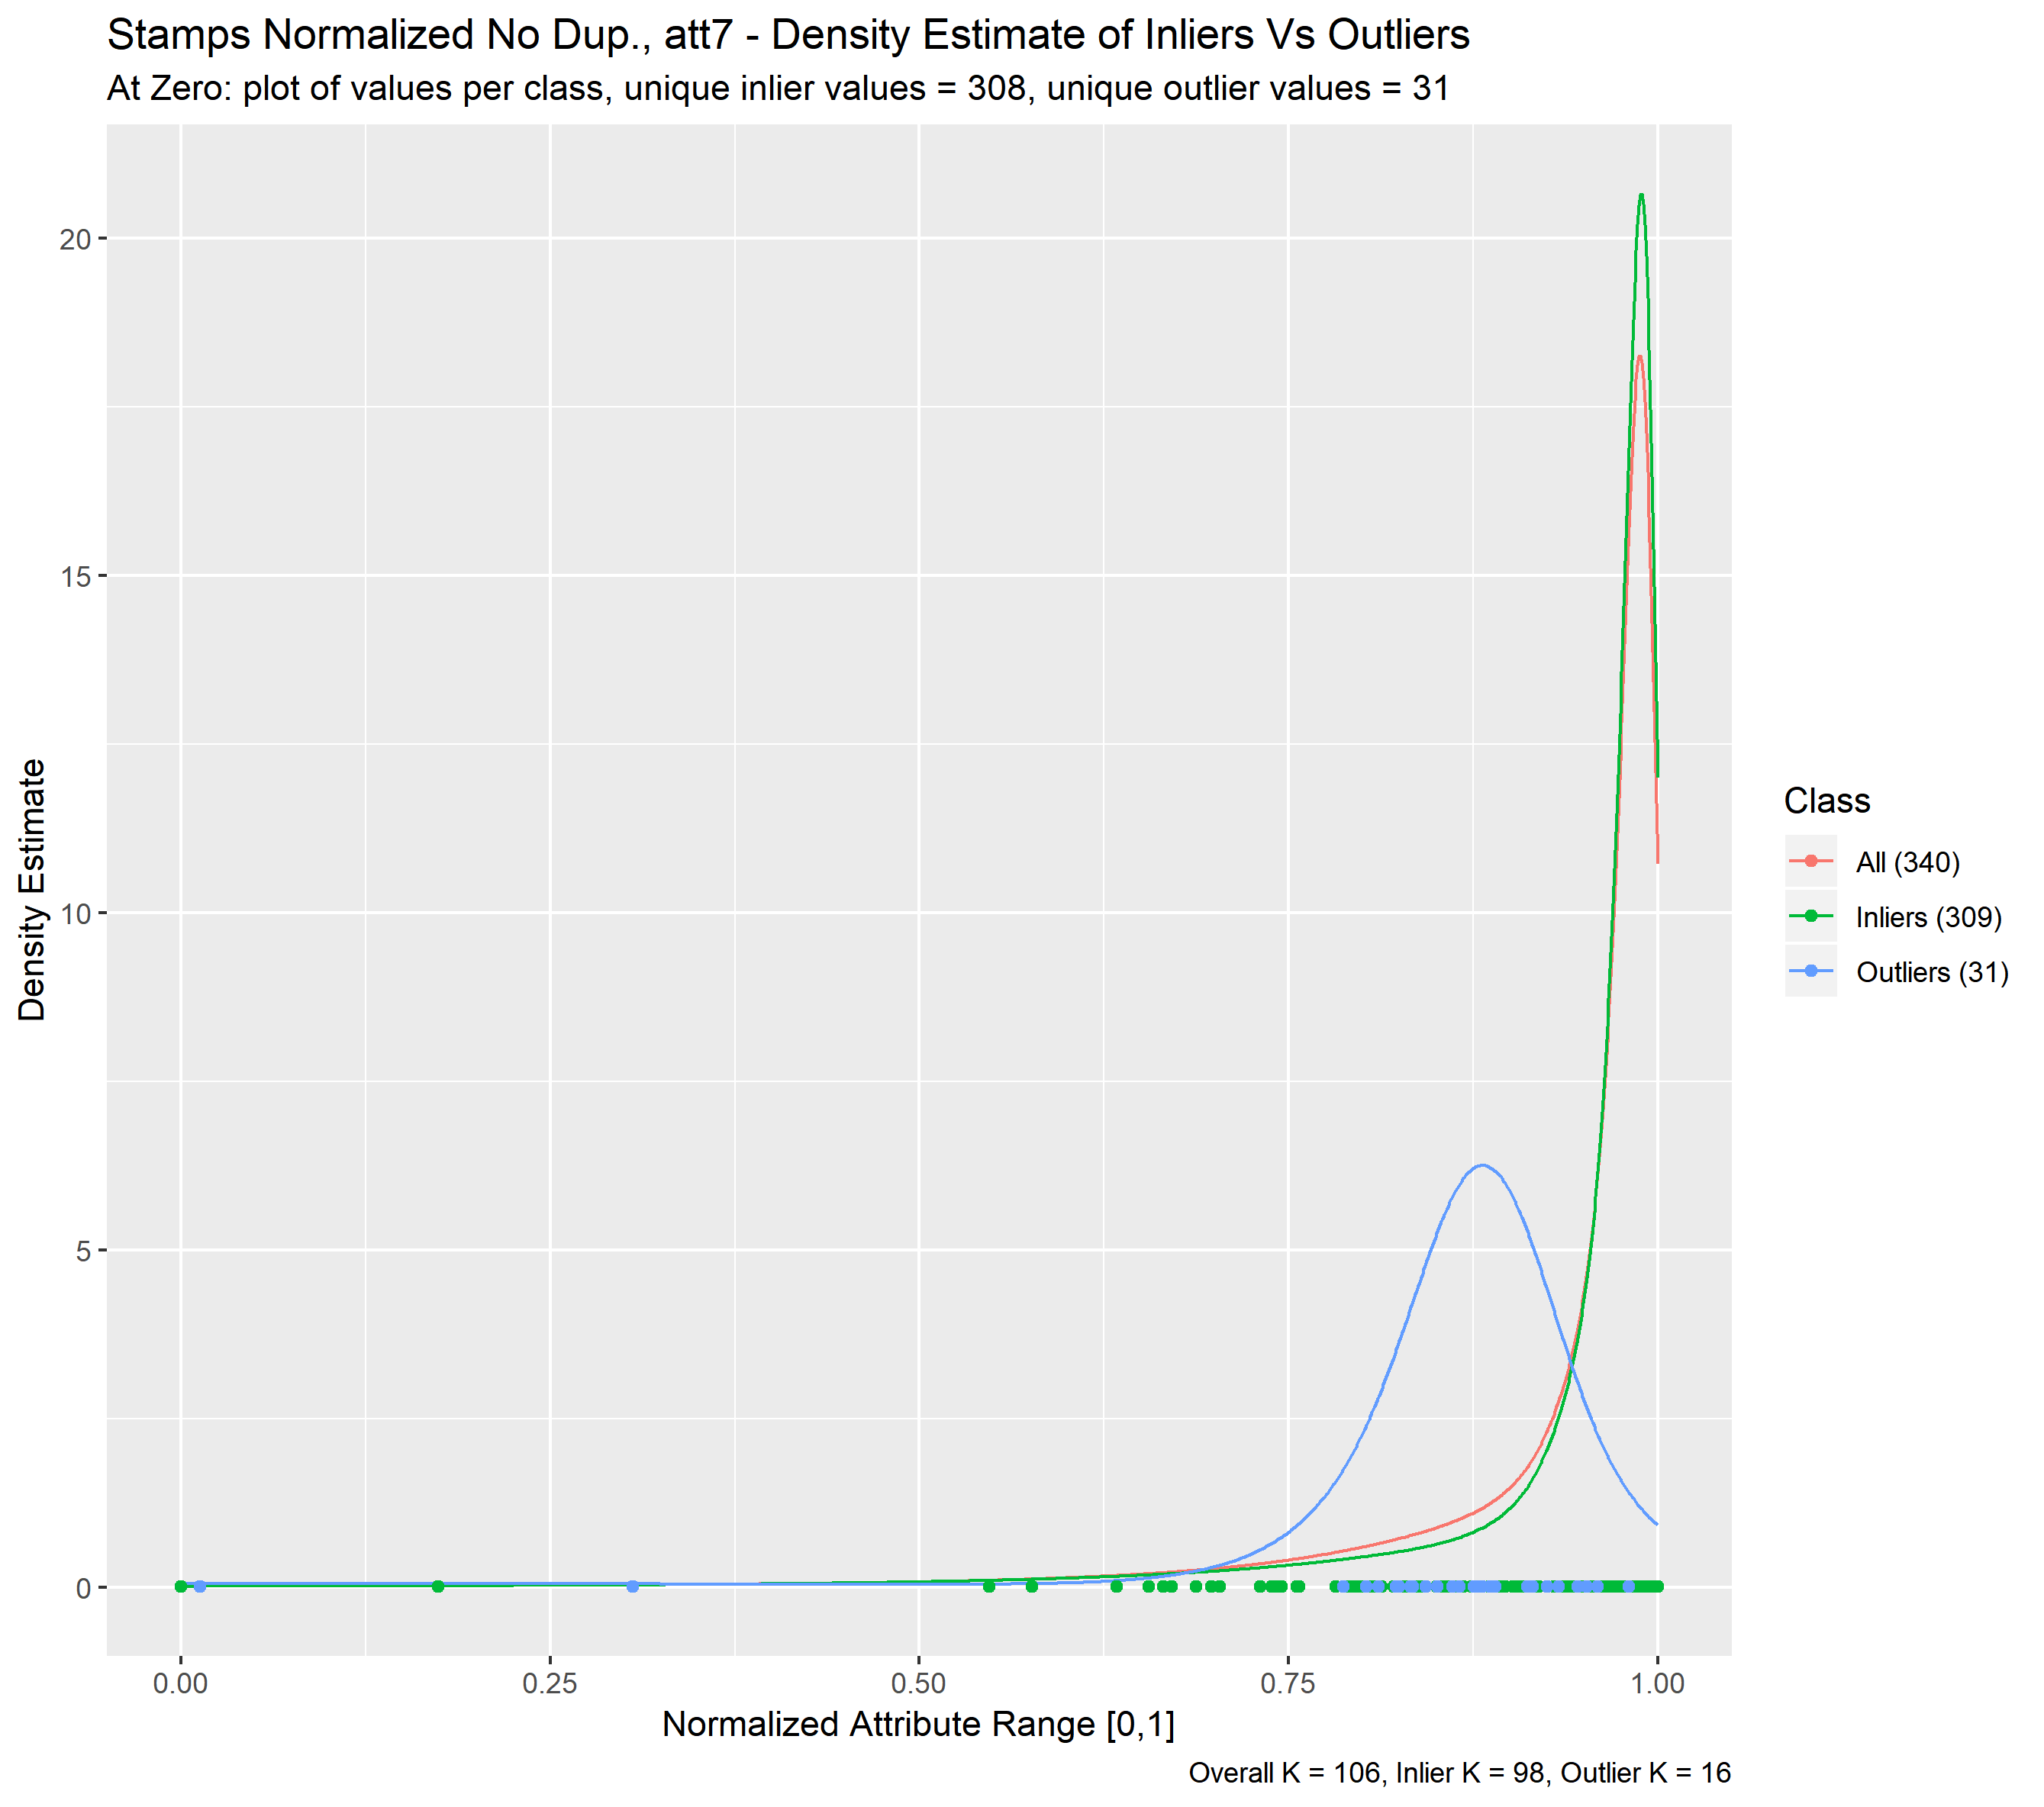 Stamps Normalized No Dup., att7 - Density Estimate of Inliers Vs Outliers
At Zero: plot of values per class, unique inlier values = 308, unique outlier values = 31
20
15
10
5
0
Density Estimate
0.00 0.25 0.50 0.75 1.00
Normalized Attribute Range [0,1]
Class
All (340)
Inliers (309)
Outliers (31)
Overall K = 106, Inlier K = 98, Outlier K = 16